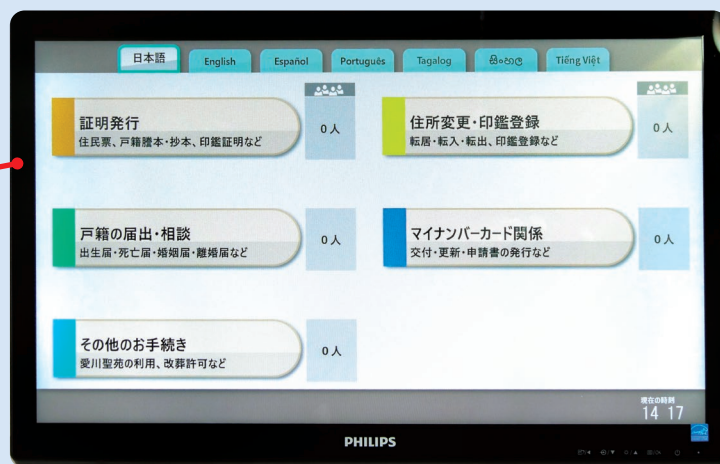 日本語
English
Español
Português
Tagalog
සිංහල
Tiếng Việt
証明発行
住民票、戸籍謄本・抄本、印鑑証明など
0人
住所変更・印鑑登録
転居・転入・転出、印鑑登録など
0人
戸籍の届出・相談
出生届・死亡届・婚姻届・離婚届など
0人
マイナンバーカード関係
交付・更新・申請書の発行など
0人
その他のお手続き
愛川聖苑の利用、改葬許可など
0人
現在の時刻
14 17
PHILIPS